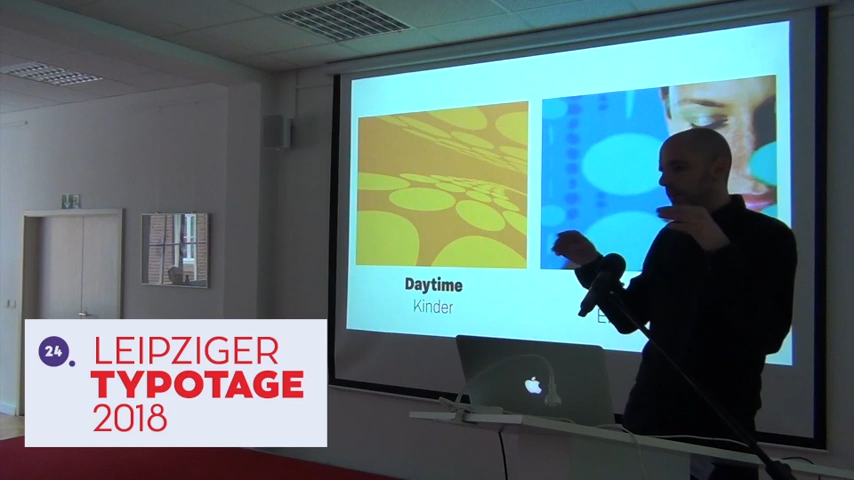 Daytime
Kinder
24.
LEIPZIGER
TYPOTAGE
2018